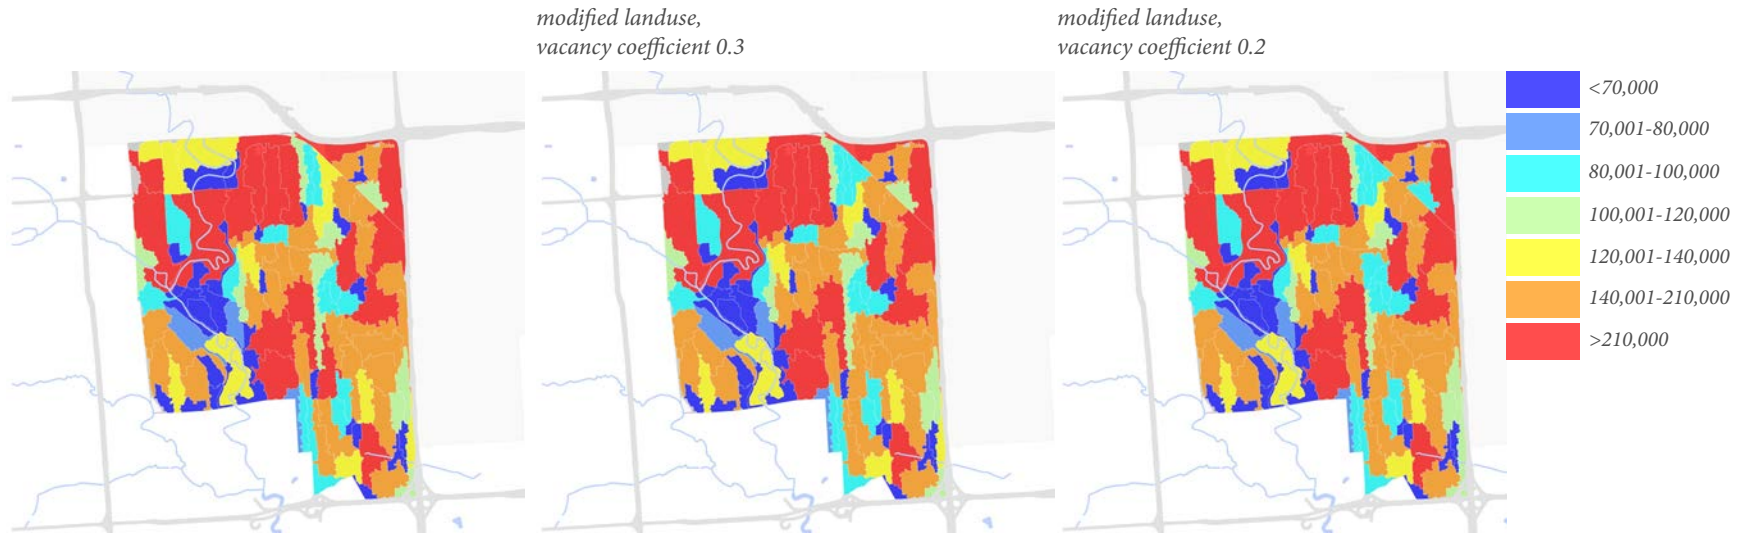 modified landuse,
vacancy coefficient 0.3
modified landuse,
vacancy coefficient 0.2
<70,000
70,001-80,000
80,001-100,000
100,001-120,000
120,001-140,000
140,001-210,000
>210,000